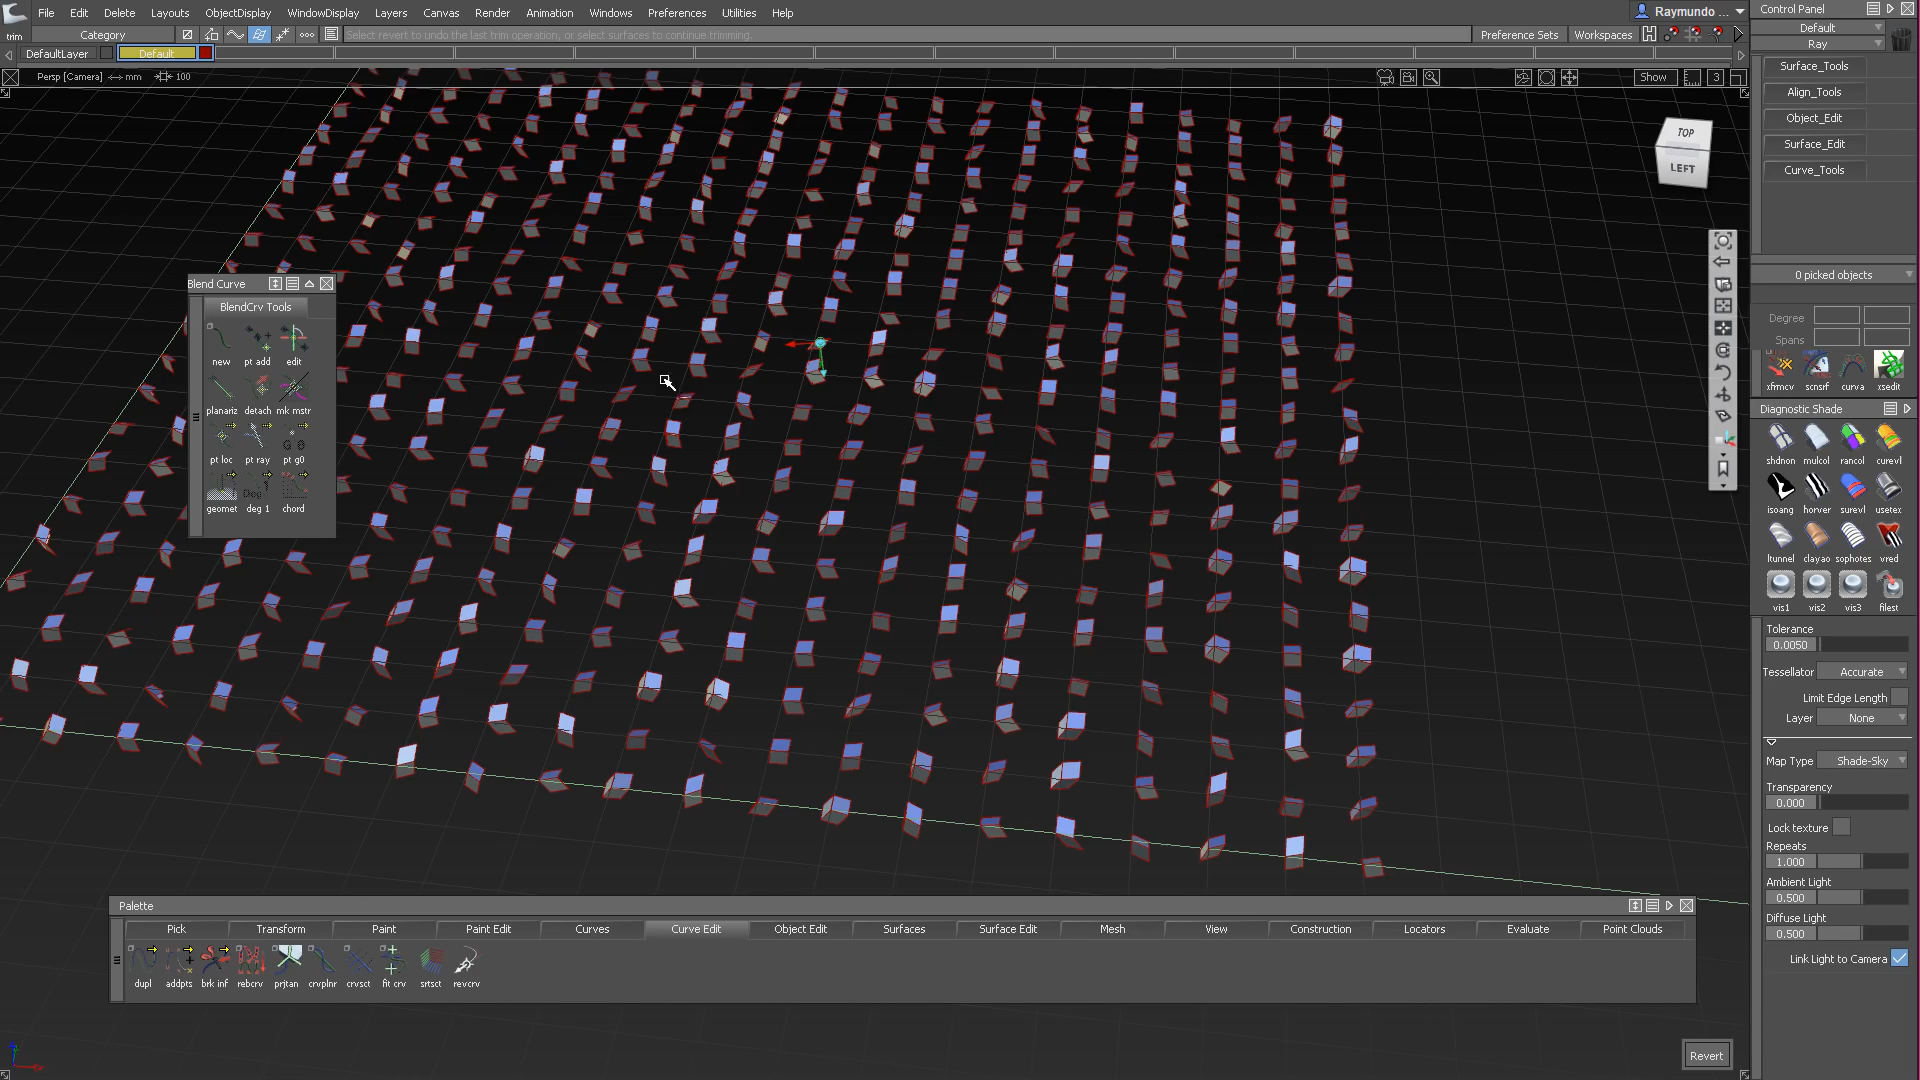 File Edit Delete Layouts ObjectDisplay WindowDisplay Layers Canvas Render Animation Windows Preferences Utilities Help
Raymundo ...
Control Panel
trim
Category
Select revert to undo the last trim operation, or select surfaces to continue trimming.
Preference Sets
Workspaces
Default
Ray
DefaultLayer
Default
Persp [Camera] mm 100
Show
3
Surface_Tools
Align_Tools
Object_Edit
Surface_Edit
Curve_Tools
TOP
LEFT
0 picked objects
Degree
Spans
xfrmcv scnsrf curva xsedit
Diagnostic Shade
shdnon mulcol rancol curevl
isoang horver surevl usetex
ltunnel clayao sophotes vred
vis1 vis2 vis3 filest
Tolerance
0.0050
Tessellator Accurate
Limit Edge Length
Layer None
Map Type Shade-Sky
Transparency
0.000
Lock texture
Repeats
1.000
Ambient Light
0.500
Diffuse Light
0.500
Link Light to Camera
Blend Curve
BlendCrv Tools
new pt add edit
planariz detach mk mstr
G 0
pt loc pt ray pt g0
Deg 1
geomet deg 1 chord
Palette
Pick Transform Paint Paint Edit Curves Curve Edit Object Edit Surfaces Surface Edit Mesh View Construction Locators Evaluate Point Clouds
dupl addpts brk inf rebcrv prjtan crvplnr crvsct fit crv srtsct revcrv
Revert